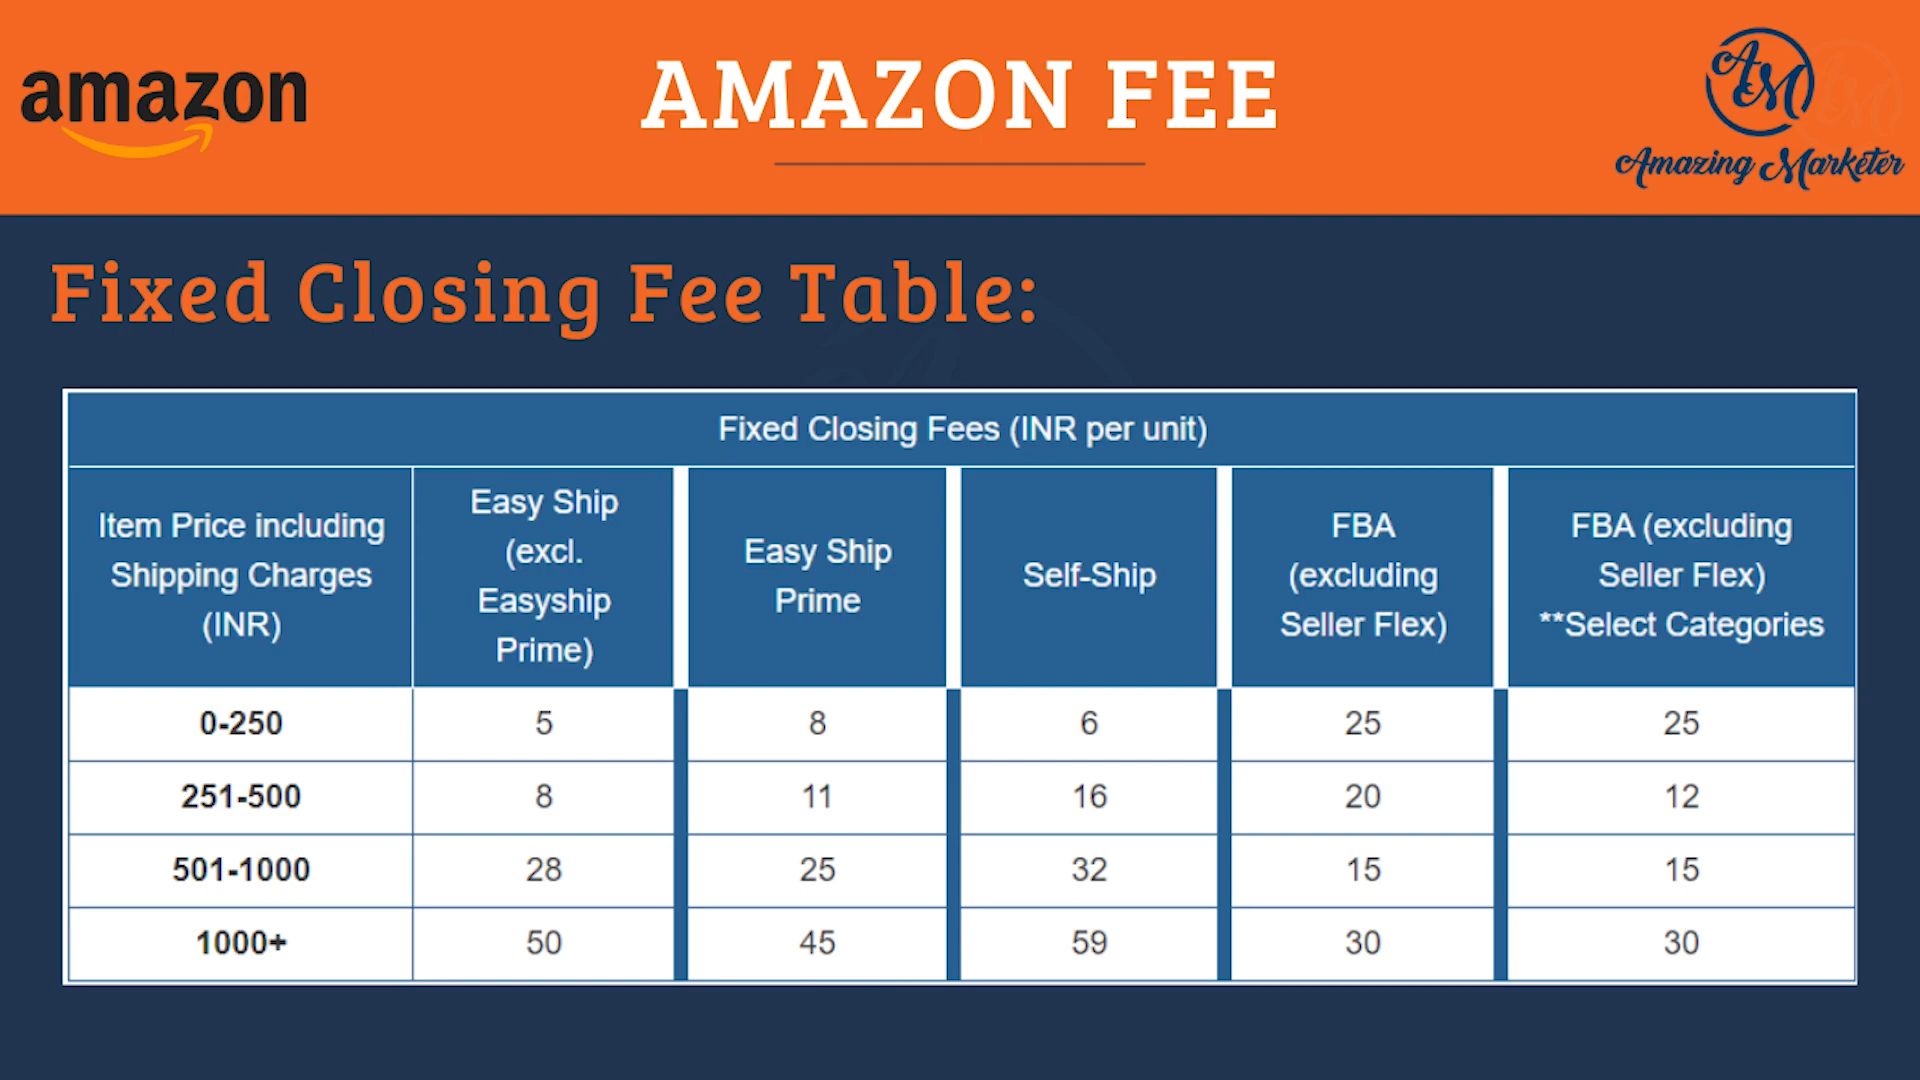 amazon
AMAZON FEE
AM
Amazing Marketer
Fixed Closing Fee Table:
Fixed Closing Fees (INR per unit)
Item Price including
Shipping Charges
(INR)
Easy Ship
(excl.
Easyship
Prime)
Easy Ship
Prime
Self-Ship
FBA
(excluding
Seller Flex)
FBA (excluding
Seller Flex)
**Select Categories
0-250 5 8 6 25 25
251-500 8 11 16 20 12
501-1000 28 25 32 15 15
1000+ 50 45 59 30 30